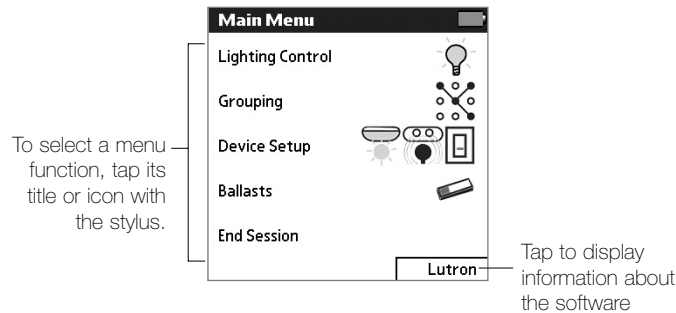 Main Menu
Lighting Control
Grouping
Device Setup
Ballasts
End Session
Lutron
To select a menu
function, tap its
title or icon with
the stylus.
Tap to display
information about
the software